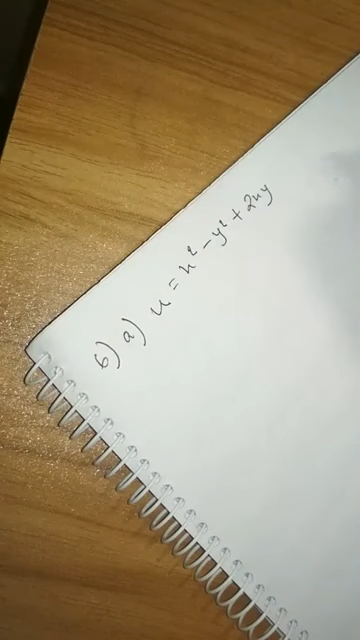 6) a) u = x² - y² + 2xy